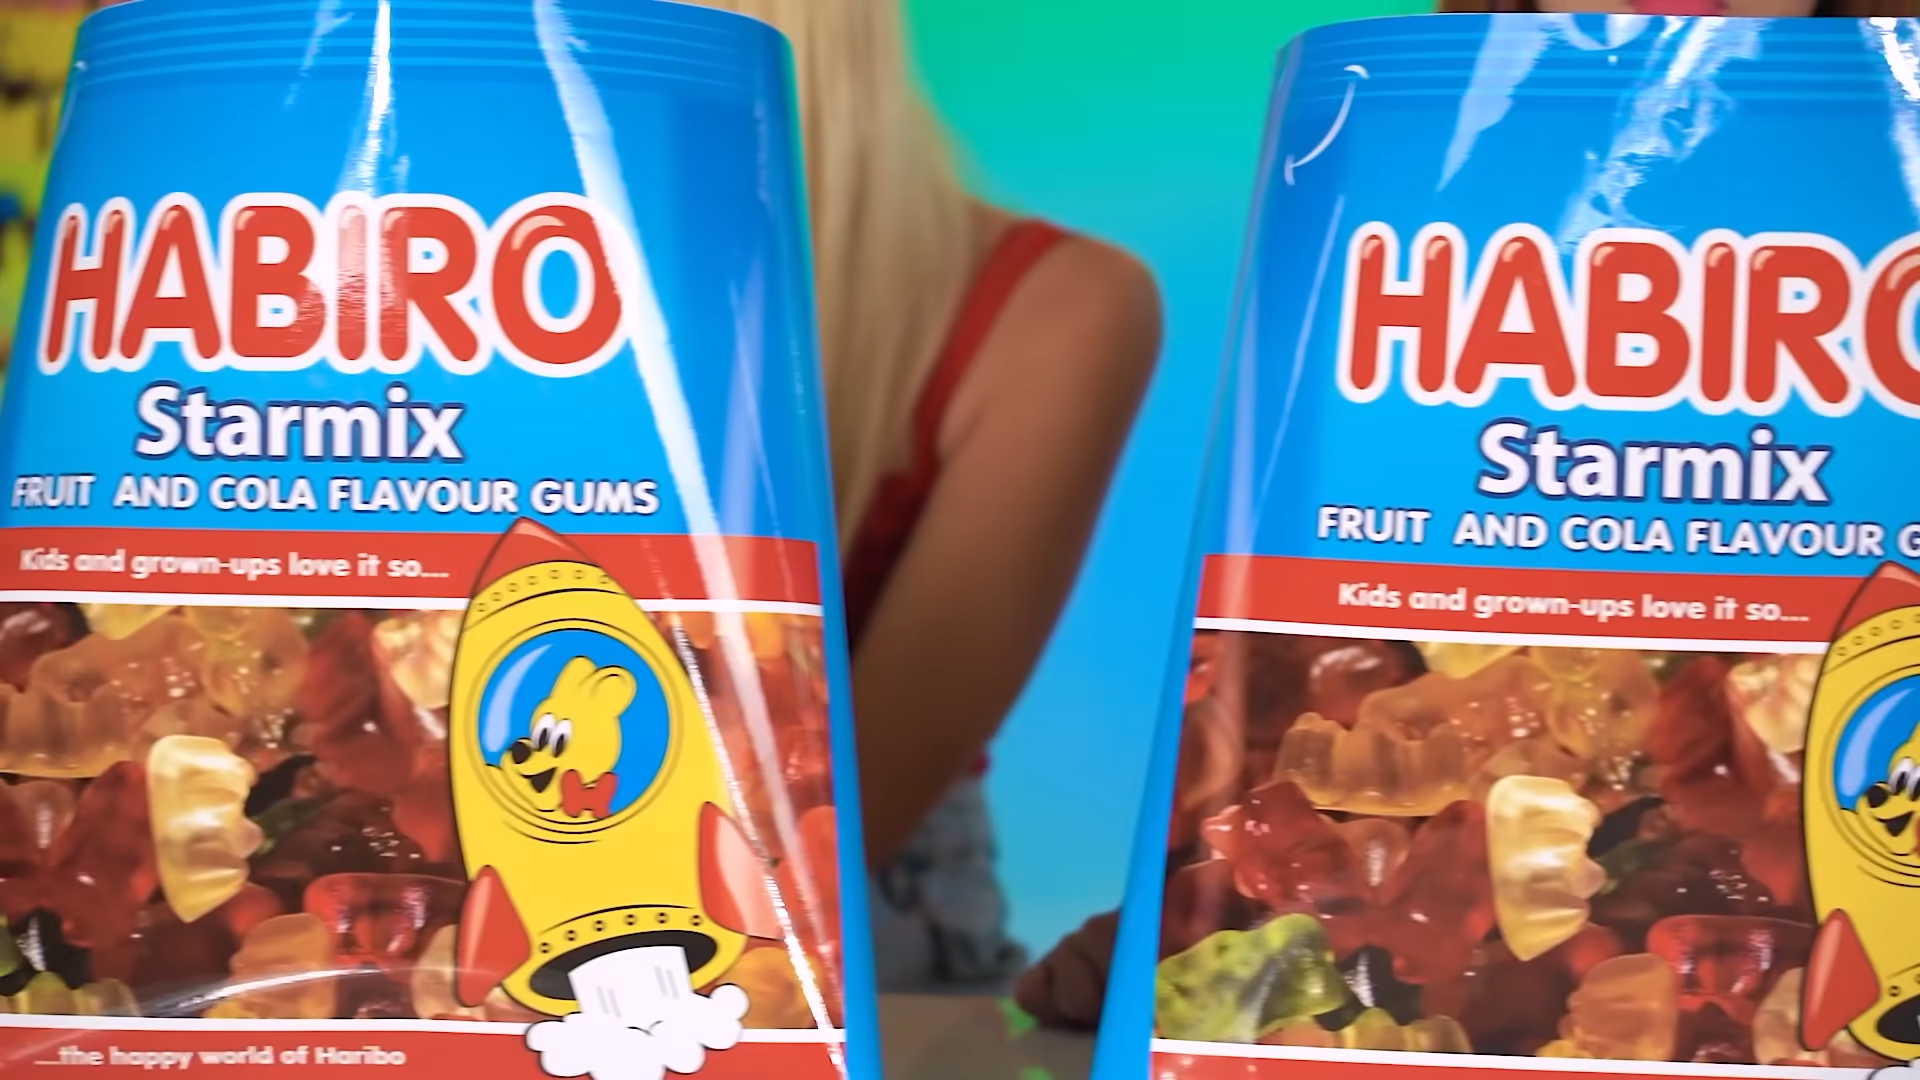 HABIRO
Starmix
FRUIT AND COLA FLAVOUR GUMS
Kids and grown-ups love it so...
...the happy world of Haribo
HABIRO
Starmix
FRUIT AND COLA FLAVOUR G
Kids and grown-ups love it so...